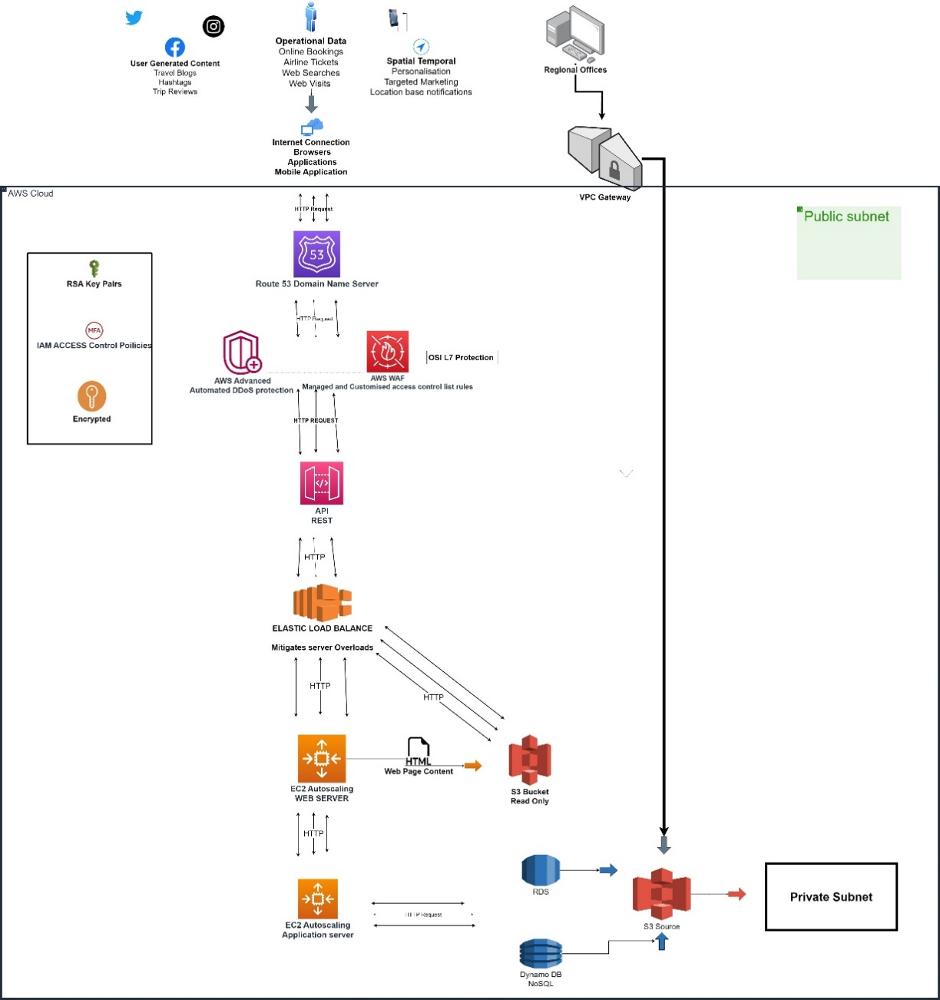 User Generated Content
Travel Blogs
Hashtags
Trip Reviews
Operational Data
Online Bookings
Airline Tickets
Web Searches
Web Visits
Spatial Temporal
Personalisation
Targeted Marketing
Location base notifications
Regional Offices
Internet Connection
Browsers
Applications
Mobile Application
VPC Gateway
AWS Cloud
HTTP Request
Public subnet
53
Route 53 Domain Name Server
RSA Key Pairs
MFA
IAM ACCESS Control Poilicies
Encrypted
HTTP Request
OSI L7 Protection
AWS Advanced
Automated DDoS protection
AWS WAF
Managed and Customised access control list rules
HTTP REQUEST
</>
API
REST
HTTP
ELASTIC LOAD BALANCE
Mitigates server Overloads
HTTP
HTTP
HTML
Web Page Content
EC2 Autoscaling
WEB SERVER
S3 Bucket
Read Only
HTTP
EC2 Autoscaling
Application server
HTTP Request
RDS
S3 Source
Private Subnet
Dynamo DB
NoSQL